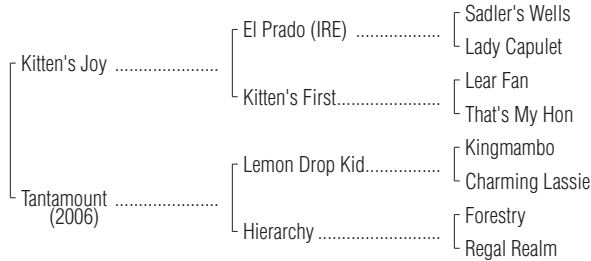 Sadler's Wells
El Prado (IRE) ...................
Lady Capulet
Kitten's Joy .......................
Lear Fan
Kitten's First.......................
That's My Hon
Kingmambo
Lemon Drop Kid.................
Charming Lassie
Tantamount .......................
(2006)
Forestry
Hierarchy ...........................
Regal Realm